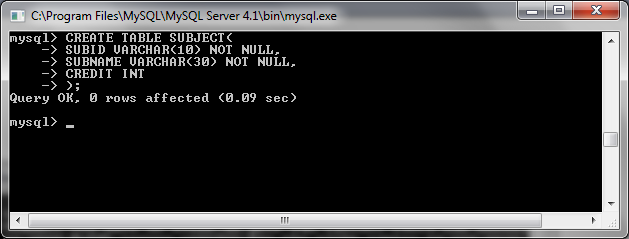 C:\Program Files\MySQL\MySQL Server 4.1\bin\mysql.exe
mysql> CREATE TABLE SUBJECT(
    -> SUBID VARCHAR(10) NOT NULL,
    -> SUBNAME VARCHAR(30) NOT NULL,
    -> CREDIT INT
    -> );
Query OK, 0 rows affected (0.09 sec)
mysql> _